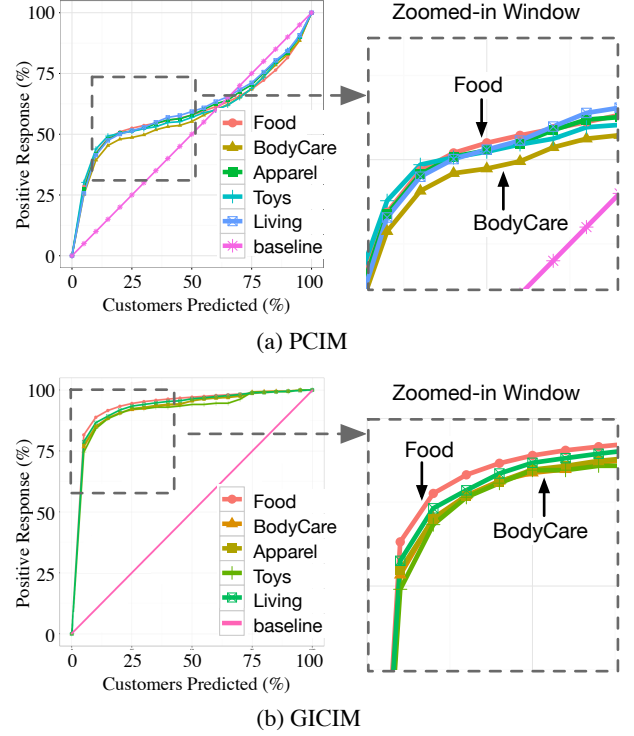 Zoomed-in Window
100
75
50
25
0
Positive Response (%)
Food
BodyCare
Apparel
Toys
Living
baseline
0 25 50 75 100
Customers Predicted (%)
Food
BodyCare
(a) PCIM
Zoomed-in Window
100
75
50
25
0
Positive Response (%)
Food
BodyCare
Apparel
Toys
Living
baseline
0 25 50 75 100
Customers Predicted (%)
Food
BodyCare
(b) GICIM